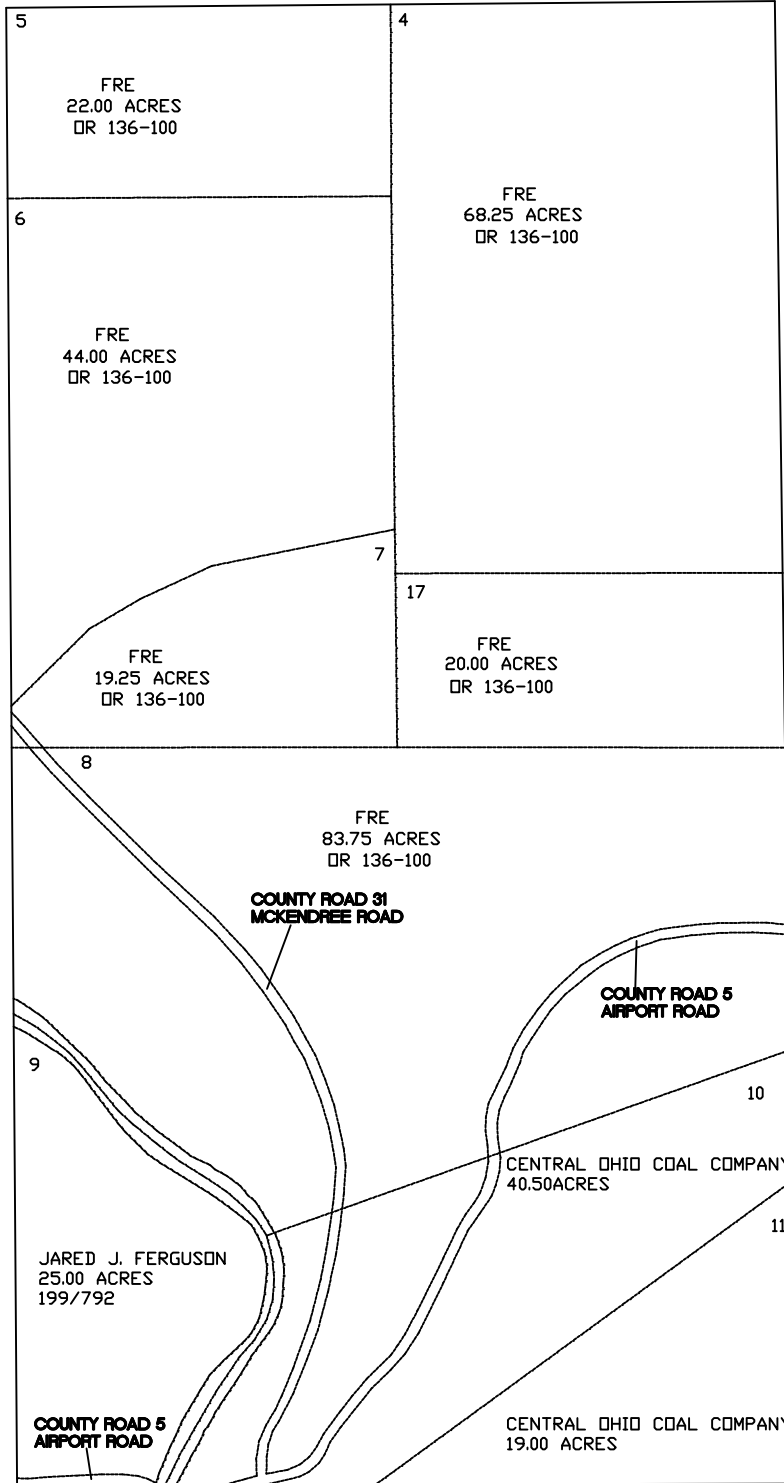 5
4
FRE
22.00 ACRES
OR 136-100
FRE
68.25 ACRES
OR 136-100
6
FRE
44.00 ACRES
OR 136-100
7
17
FRE
19.25 ACRES
OR 136-100
FRE
20.00 ACRES
OR 136-100
8
FRE
83.75 ACRES
OR 136-100
COUNTY ROAD 31
MCKENDREE ROAD
COUNTY ROAD 5
AIRPORT ROAD
9
10
CENTRAL OHIO COAL COMPANY
40.50ACRES
11
JARED J. FERGUSON
25.00 ACRES
199/792
COUNTY ROAD 5
AIRPORT ROAD
CENTRAL OHIO COAL COMPANY
19.00 ACRES